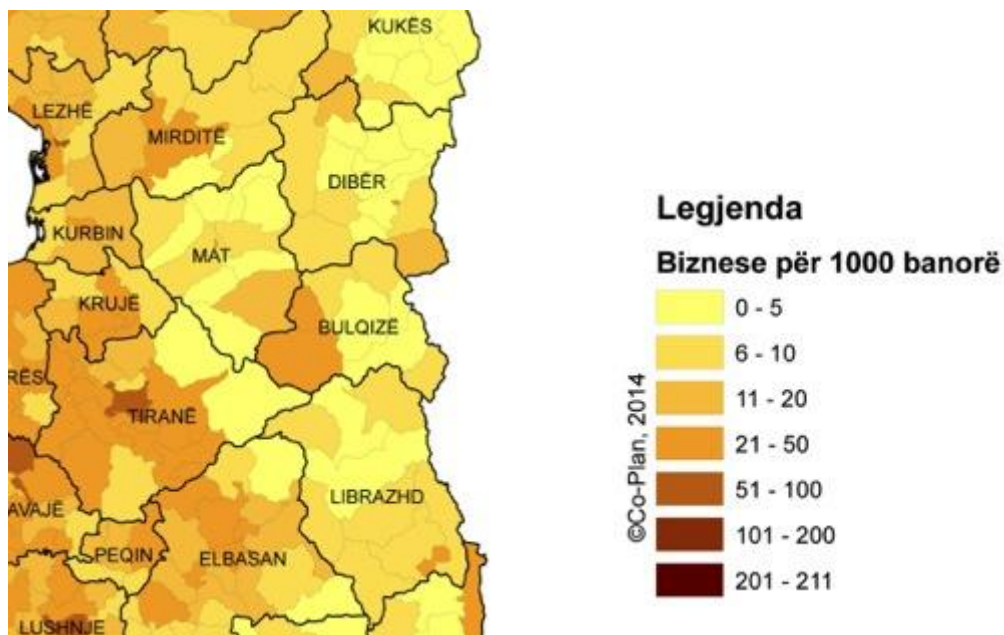 KUKËS
LEZHË
MIRDITË
DIBËR
KURBIN
MAT
KRUJË
BULQIZË
RËS
TIRANË
LIBRAZHD
AVAJË
PEQIN
ELBASAN
LUSHNJE
Legjenda
Biznese për 1000 banorë
0 - 5
6 - 10
11 - 20
21 - 50
51 - 100
101 - 200
201 - 211
©Co-Plan, 2014